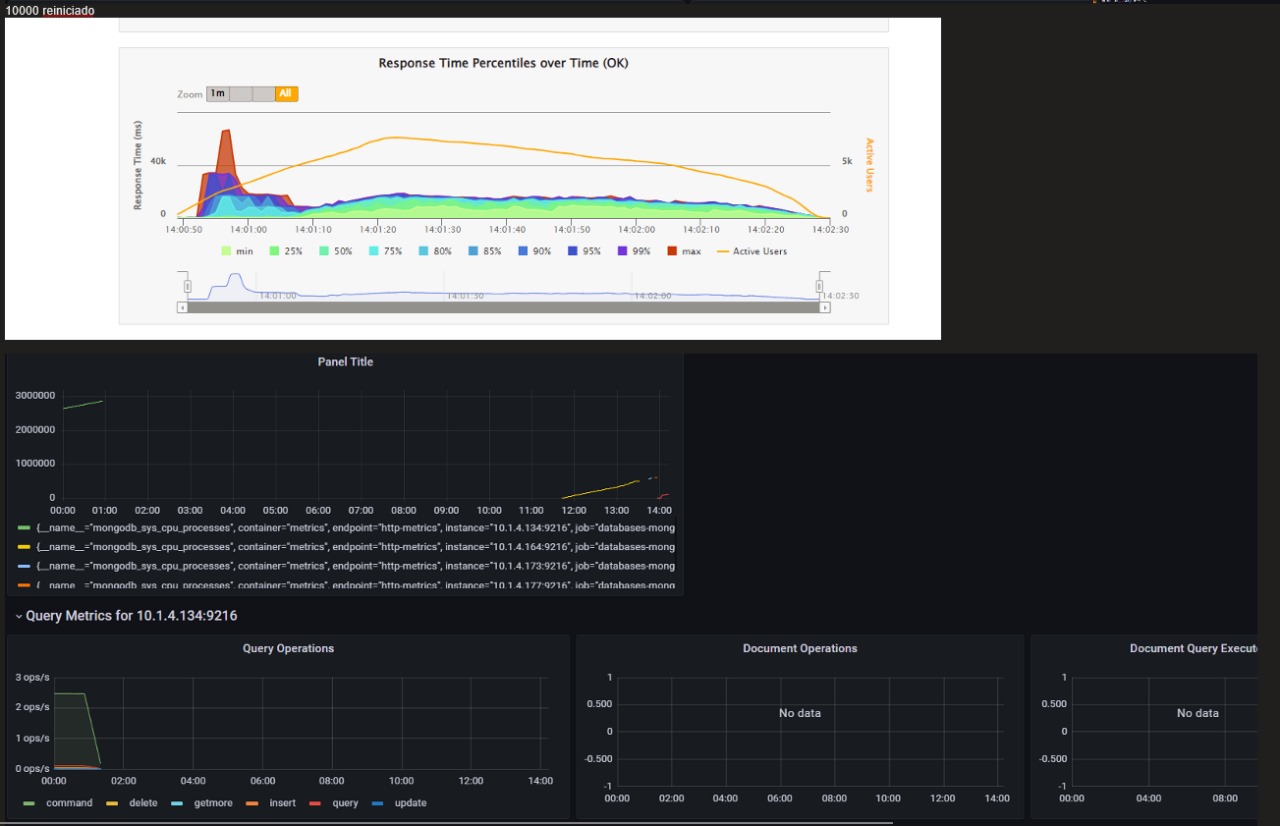 10000 reiniciado
Response Time Percentiles over Time (OK)
Zoom 1m All
Response Time (ms)
40k
0
Active Users
5k
0
14:00:50 14:01:00 14:01:10 14:01:20 14:01:30 14:01:40 14:01:50 14:02:00 14:02:10 14:02:20 14:02:30
min 25% 50% 75% 80% 85% 90% 95% 99% max Active Users
14:01:00 14:01:30 14:02:00 14:02:30
Panel Title
3000000
2000000
1000000
0
00:00 01:00 02:00 03:00 04:00 05:00 06:00 07:00 08:00 09:00 10:00 11:00 12:00 13:00 14:00
{__name__="mongodb_sys_cpu_processes", container="metrics", endpoint="http-metrics", instance="10.1.4.134:9216", job="databases-mong
{__name__="mongodb_sys_cpu_processes", container="metrics", endpoint="http-metrics", instance="10.1.4.164:9216", job="databases-mong
{__name__="mongodb_sys_cpu_processes", container="metrics", endpoint="http-metrics", instance="10.1.4.173:9216", job="databases-mong
{__name__="mongodb_sys_cpu_processes", container="metrics", endpoint="http-metrics", instance="10.1.4.177:9216", job="databases-mong
Query Metrics for 10.1.4.134:9216
Query Operations
3 ops/s
2 ops/s
1 ops/s
0 ops/s
00:00 02:00 04:00 06:00 08:00 10:00 12:00 14:00
command delete getmore insert query update
Document Operations
1
0.500
0
-0.500
-1
No data
00:00 02:00 04:00 06:00 08:00 10:00 12:00 14:00
Document Query Execut
1
0.500
0
-0.500
-1
No data
00:00 04:00 08:00